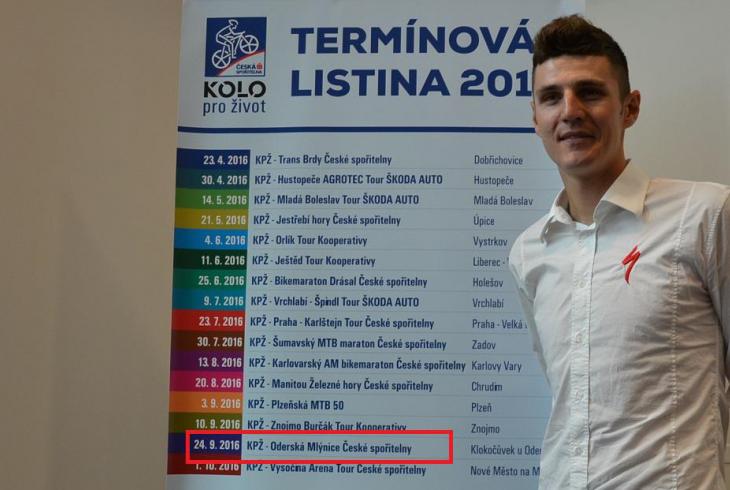 ČESKÁ
SPOŘITELNA
KOLO
pro život
TERMÍNOVÁ
LISTINA 201
23. 4. 2016 KPŽ - Trans Brdy České spořitelny Dobřichovice
30. 4. 2016 KPŽ - Hustopeče AGROTEC Tour ŠKODA AUTO Hustopeče
14. 5. 2016 KPŽ - Mladá Boleslav Tour ŠKODA AUTO Mladá Boleslav
21. 5. 2016 KPŽ - Jestřebí hory České spořitelny Úpice
4. 6. 2016 KPŽ - Orlík Tour Kooperativy Vystrkov
11. 6. 2016 KPŽ - Ještěd Tour Kooperativy Liberec - Ve
25. 6. 2016 KPŽ - Bikemaraton Drásal České spořitelny Holešov
9. 7. 2016 KPŽ - Vrchlabí - Špindl Tour ŠKODA AUTO Vrchlabí
23. 7. 2016 KPŽ - Praha - Karlštejn Tour České spořitelny Praha - Velká
30. 7. 2016 KPŽ - Šumavský MTB maraton České spořitelny Zadov
13. 8. 2016 KPŽ - Karlovarský AM bikemaraton České spořitelny Karlovy Vary
20. 8. 2016 KPŽ - Manitou Železné hory České spořitelny Chrudim
3. 9. 2016 KPŽ - Plzeňská MTB 50 Plzeň
10. 9. 2016 KPŽ - Znojmo Burčák Tour Kooperativy Znojmo
24. 9. 2016 KPŽ - Oderská Mlýnice České spořitelny Klokočůvek u Oder
1. 10. 2016 KPŽ - Vysočina Arena Tour České spořitelny Nové Město na M